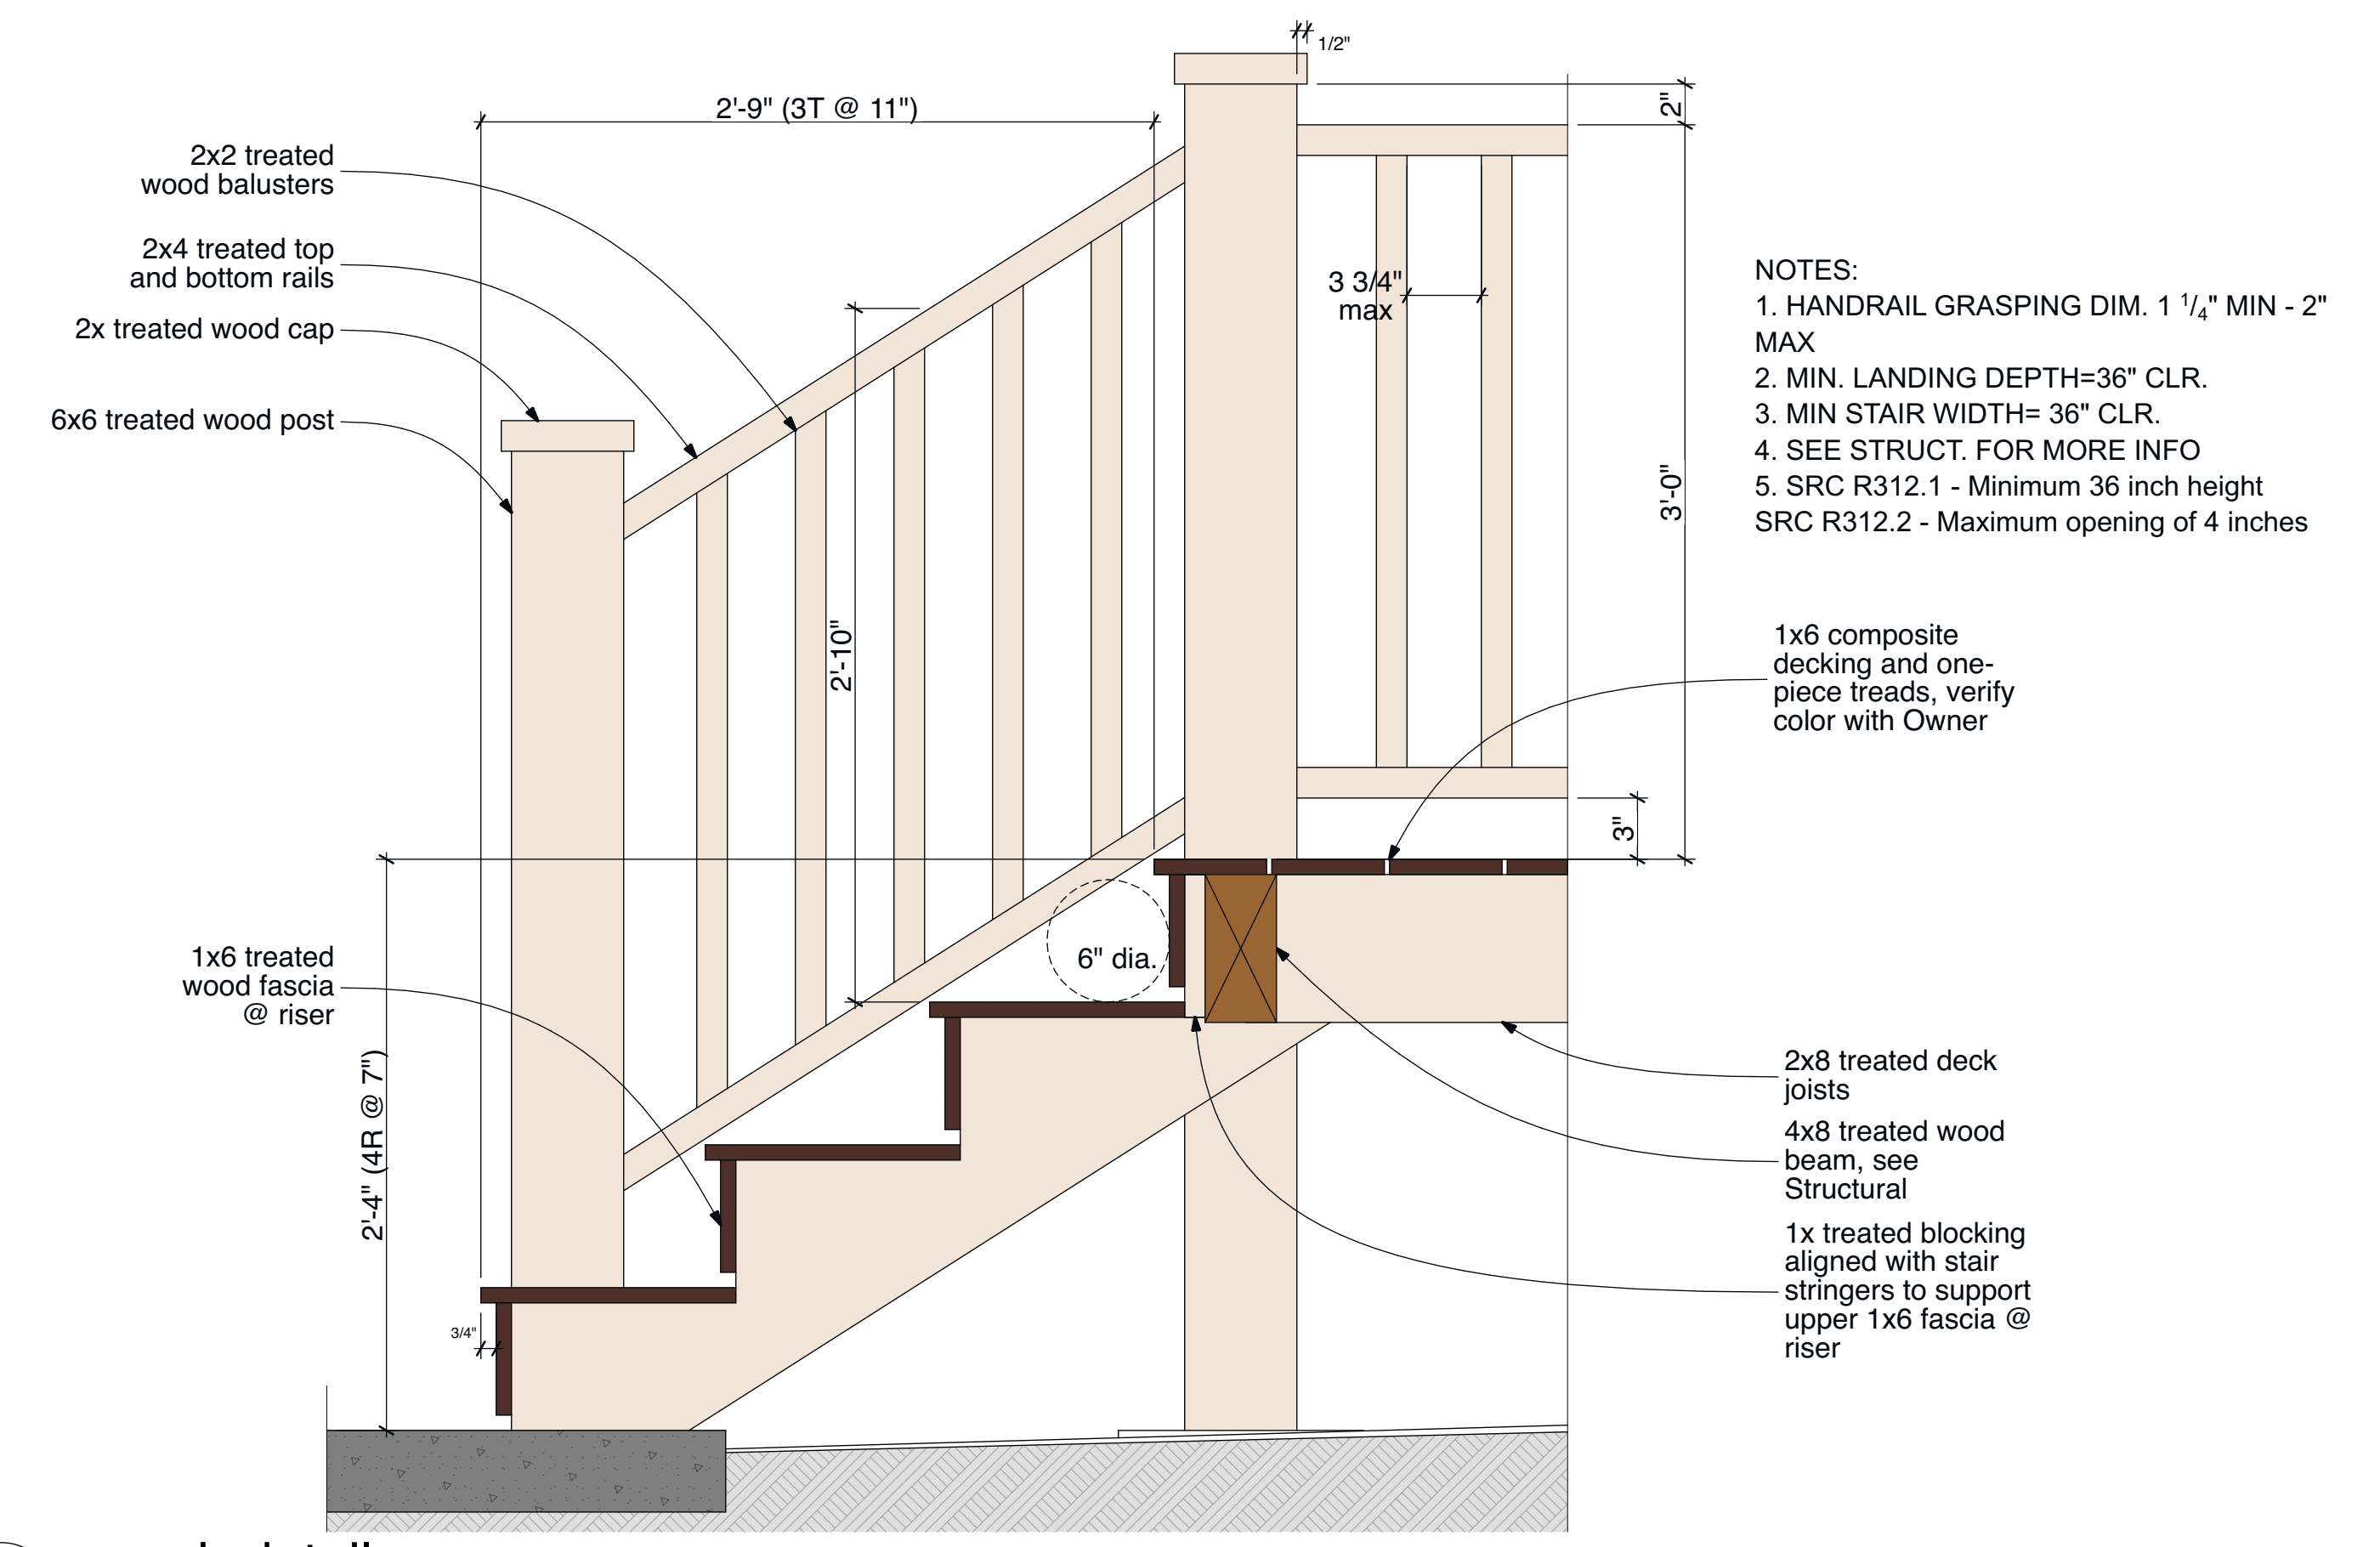 1/2"
2'-9" (3T @ 11")
2"
2x2 treated
wood balusters
2x4 treated top
and bottom rails
2x treated wood cap
6x6 treated wood post
3 3/4"
max
2'-10"
3'-0"
NOTES:
1. HANDRAIL GRASPING DIM. 1 1/4" MIN - 2"
MAX
2. MIN. LANDING DEPTH=36" CLR.
3. MIN STAIR WIDTH= 36" CLR.
4. SEE STRUCT. FOR MORE INFO
5. SRC R312.1 - Minimum 36 inch height
SRC R312.2 - Maximum opening of 4 inches
1x6 composite
decking and one-
piece treads, verify
color with Owner
3"
6" dia.
1x6 treated
wood fascia
@ riser
2'-4" (4R @ 7")
3/4"
2x8 treated deck
joists
4x8 treated wood
beam, see
Structural
1x treated blocking
aligned with stair
stringers to support
upper 1x6 fascia @
riser